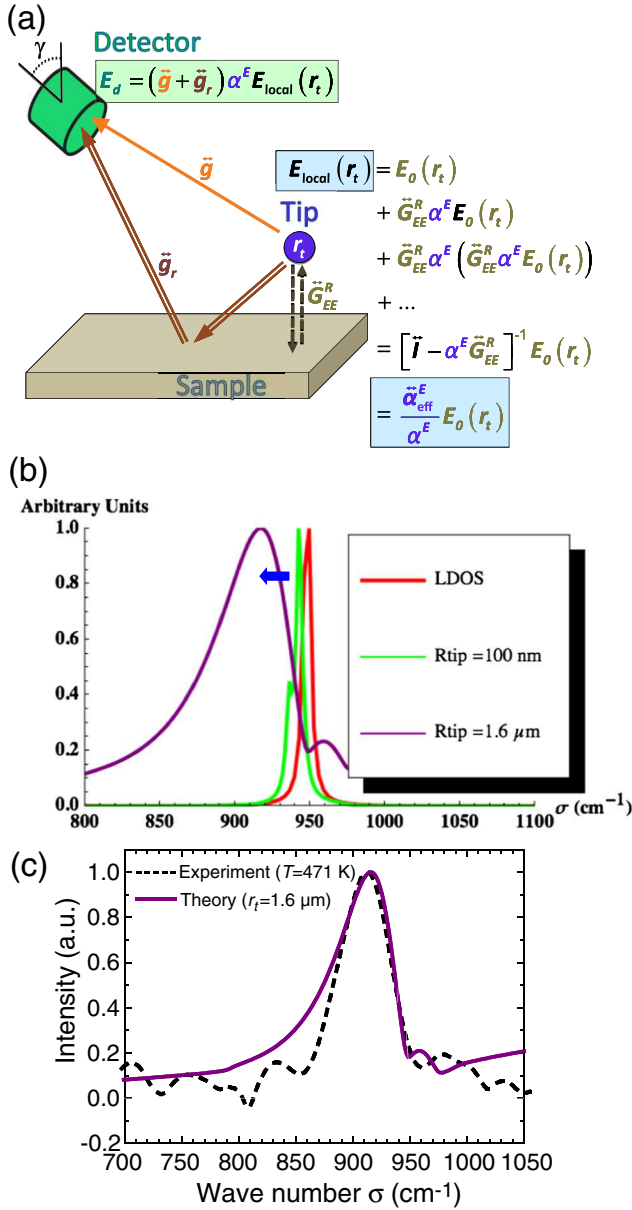 (a)
γ
Detector
E_d = (g⃡ + g⃡_r) α^E E_local (r_t)
g⃡
E_local (r_t) = E_0 (r_t)
Tip
+ G⃡^R_EE α^E E_0 (r_t)
r_t
g⃡_r
+ G⃡^R_EE α^E (G⃡^R_EE α^E E_0 (r_t))
G⃡^R_EE
+ ...
= [I⃡ − α^E G⃡^R_EE]^-1 E_0 (r_t)
Sample
= α⃡^E_eff / α^E E_0 (r_t)
(b)
Arbitrary Units
1.0
0.8
0.6
0.4
0.2
0.0
LDOS
Rtip =100 nm
Rtip =1.6 μm
800 850 900 950 1000 1050 1100
σ (cm⁻¹)
(c)
Experiment (T=471 K)
Theory (r_t=1.6 μm)
Intensity (a.u.)
1.0
0.8
0.6
0.4
0.2
0.0
-0.2
700 750 800 850 900 950 1000 1050
Wave number σ (cm⁻¹)